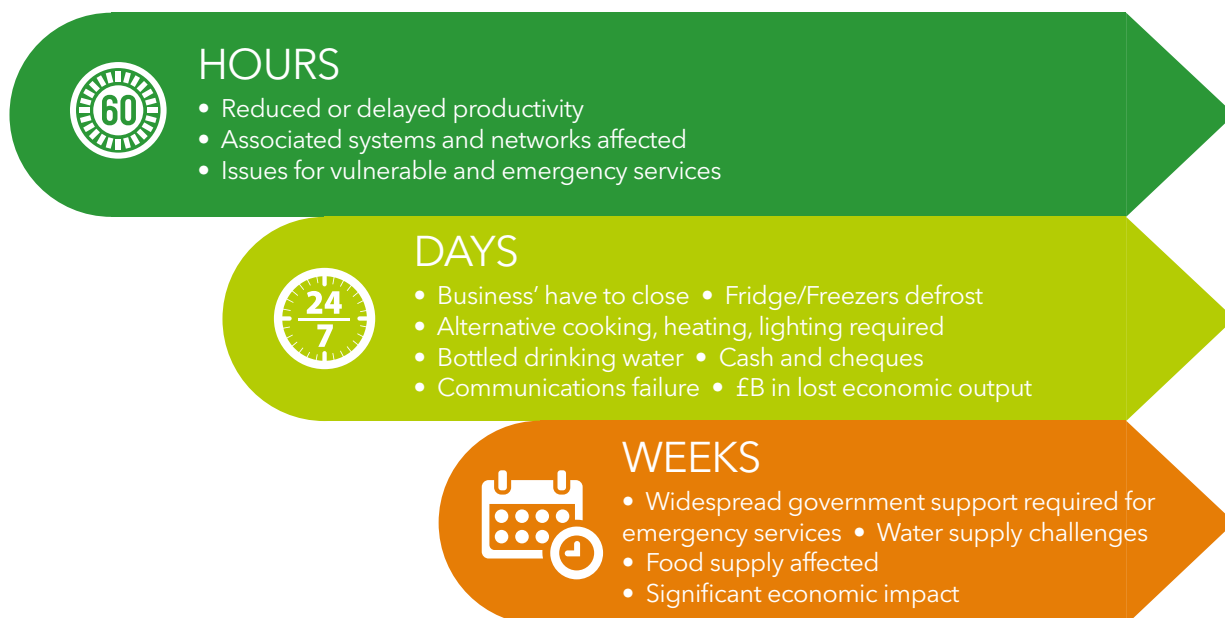 60
HOURS
• Reduced or delayed productivity
• Associated systems and networks affected
• Issues for vulnerable and emergency services
24
7
DAYS
• Business’ have to close • Fridge/Freezers defrost
• Alternative cooking, heating, lighting required
• Bottled drinking water • Cash and cheques
• Communications failure • £B in lost economic output
WEEKS
• Widespread government support required for
emergency services • Water supply challenges
• Food supply affected
• Significant economic impact